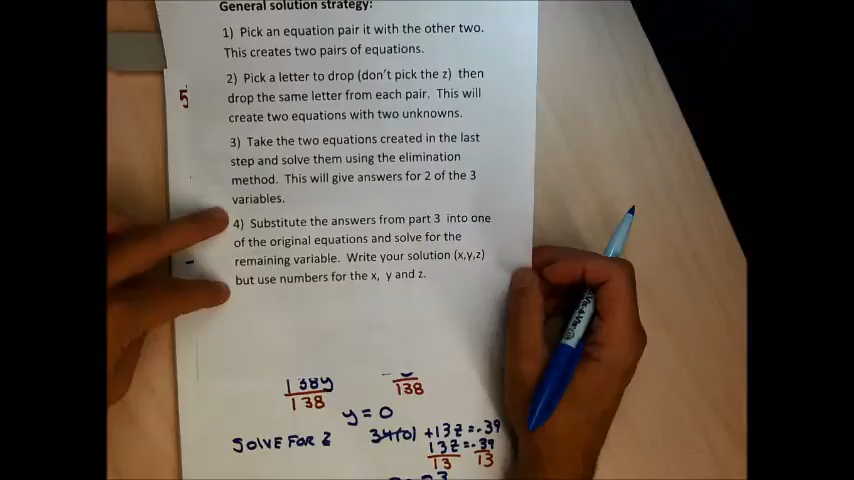 General solution strategy:
1) Pick an equation pair it with the other two.
This creates two pairs of equations.
2) Pick a letter to drop (don't pick the z) then
drop the same letter from each pair. This will
create two equations with two unknowns.
3) Take the two equations created in the last
step and solve them using the elimination
method. This will give answers for 2 of the 3
variables.
4) Substitute the answers from part 3 into one
of the original equations and solve for the
remaining variable. Write your solution (x,y,z)
but use numbers for the x, y and z.
5
138y
138
138
y = 0
SOLVE FOR Z
34(0) +13z = -39
13z = -39
13 13